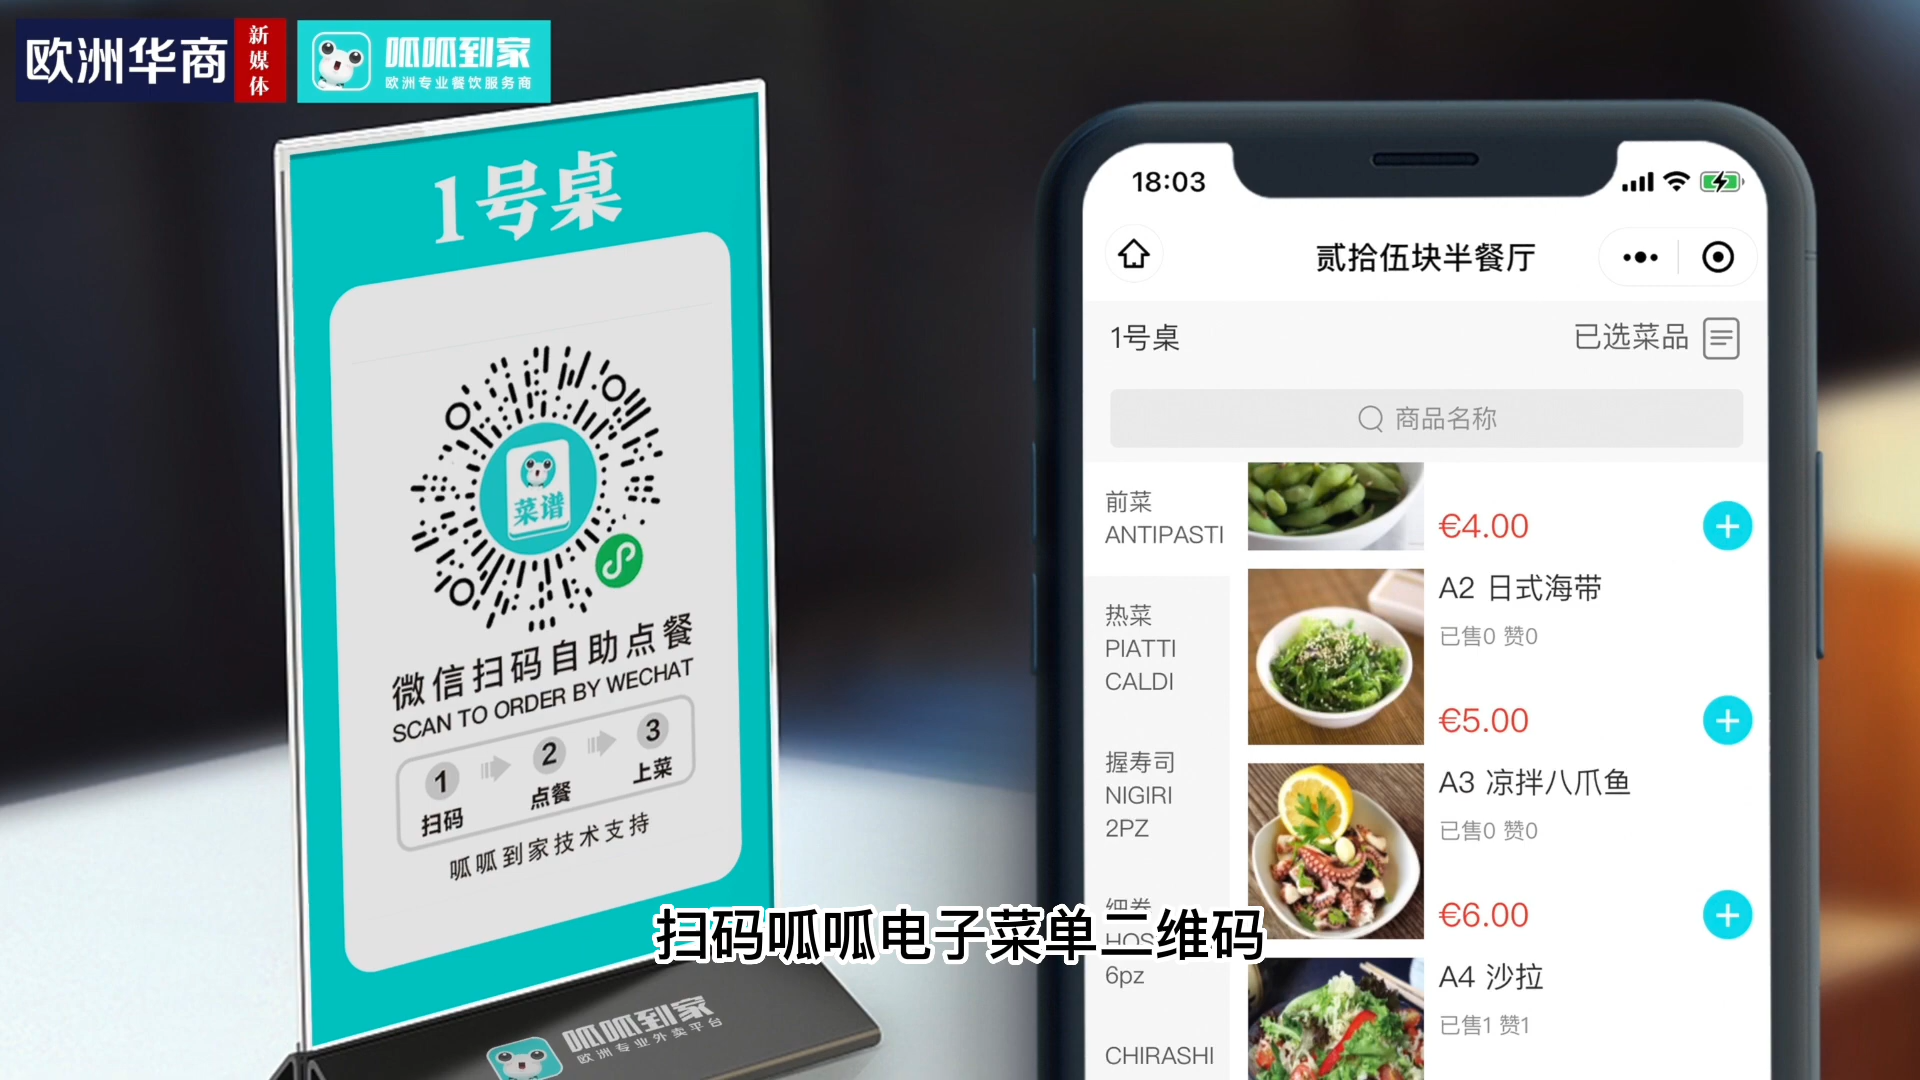 欧洲华商
新媒体
呱呱到家
欧洲专业餐饮服务商
1号桌
菜谱
微信扫码自助点餐
SCAN TO ORDER BY WECHAT
1
2
3
扫码
点餐
上菜
呱呱到家技术支持
呱呱到家
欧洲专业外卖平台
18:03
贰拾伍块半餐厅
1号桌
已选菜品
商品名称
前菜
ANTIPASTI
热菜
PIATTI
CALDI
握寿司
NIGIRI
2PZ
细卷
6pz
CHIRASHI
€4.00
A2 日式海带
已售0 赞0
€5.00
A3 凉拌八爪鱼
已售0 赞0
€6.00
A4 沙拉
已售1 赞1
扫码呱呱电子菜单二维码